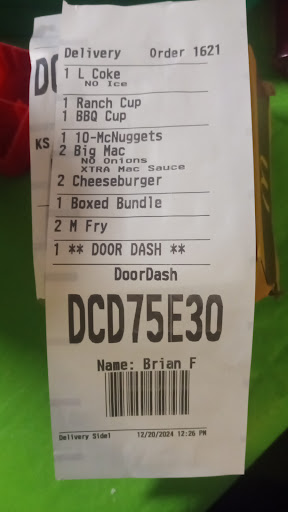 Delivery Order 1621
1 L Coke
NO Ice
1 Ranch Cup
1 BBQ Cup
1 10-McNuggets
2 Big Mac
NO Onions
XTRA Mac Sauce
2 Cheeseburger
1 Boxed Bundle
2 M Fry
1 ** DOOR DASH **
DoorDash
DCD75E30
Name: Brian F
Delivery Side1 12/20/2024 12:26 PM
KS